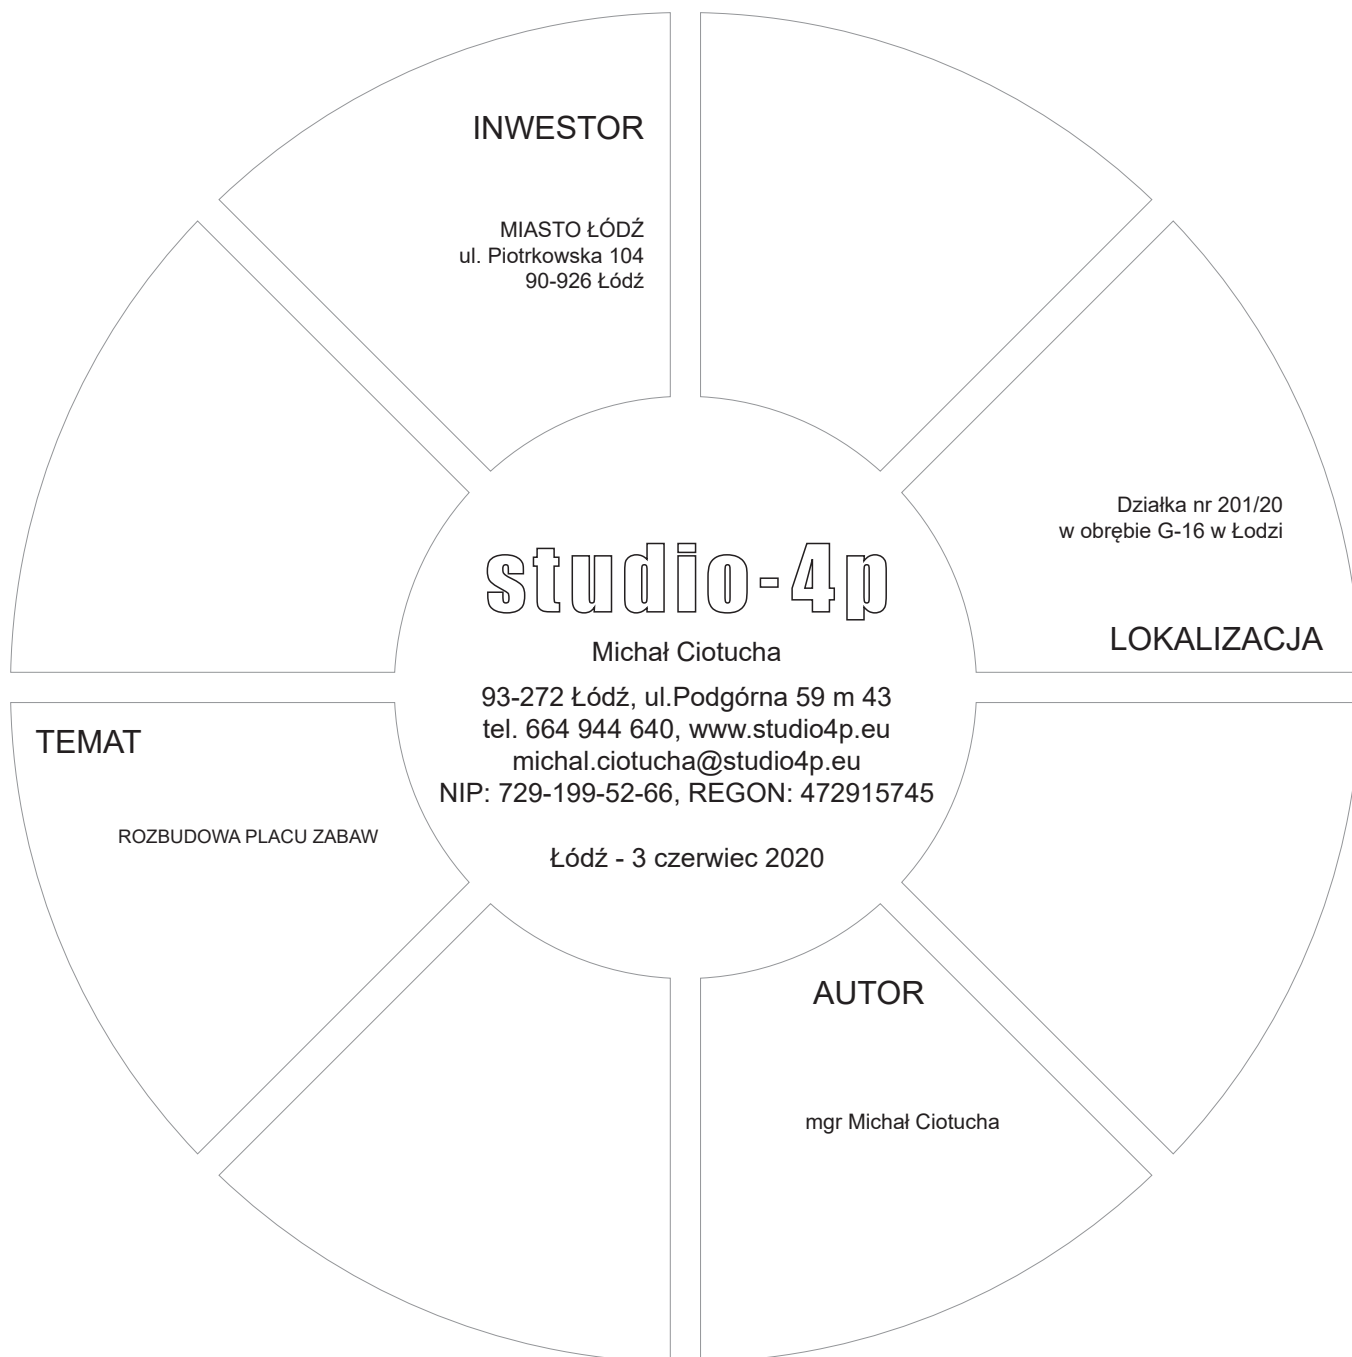 INWESTOR
MIASTO ŁÓDŹ
ul. Piotrkowska 104
90-926 Łódź
Działka nr 201/20
w obrębie G-16 w Łodzi
LOKALIZACJA
studio-4p
Michał Ciotucha
93-272 Łódź, ul.Podgórna 59 m 43
tel. 664 944 640, www.studio4p.eu
michal.ciotucha@studio4p.eu
NIP: 729-199-52-66, REGON: 472915745
Łódź - 3 czerwiec 2020
TEMAT
ROZBUDOWA PLACU ZABAW
AUTOR
mgr Michał Ciotucha